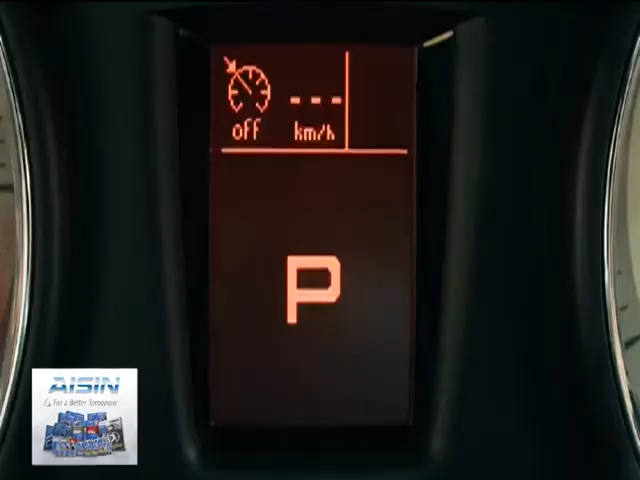 off
--- km/h
P
AISIN
For a Better Tomorrow